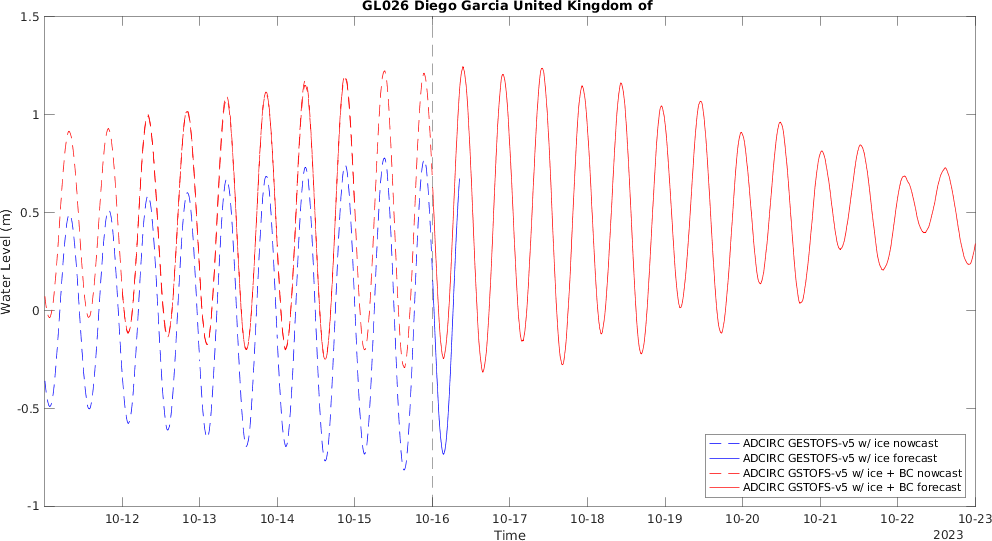 GL026 Diego Garcia United Kingdom of
1.5
1
0.5
0
-0.5
-1
Water Level (m)
10-12 10-13 10-14 10-15 10-16 10-17 10-18 10-19 10-20 10-21 10-22 10-23
Time
2023
ADCIRC GESTOFS-v5 w/ ice nowcast
ADCIRC GESTOFS-v5 w/ ice forecast
ADCIRC GSTOFS-v5 w/ ice + BC nowcast
ADCIRC GSTOFS-v5 w/ ice + BC forecast